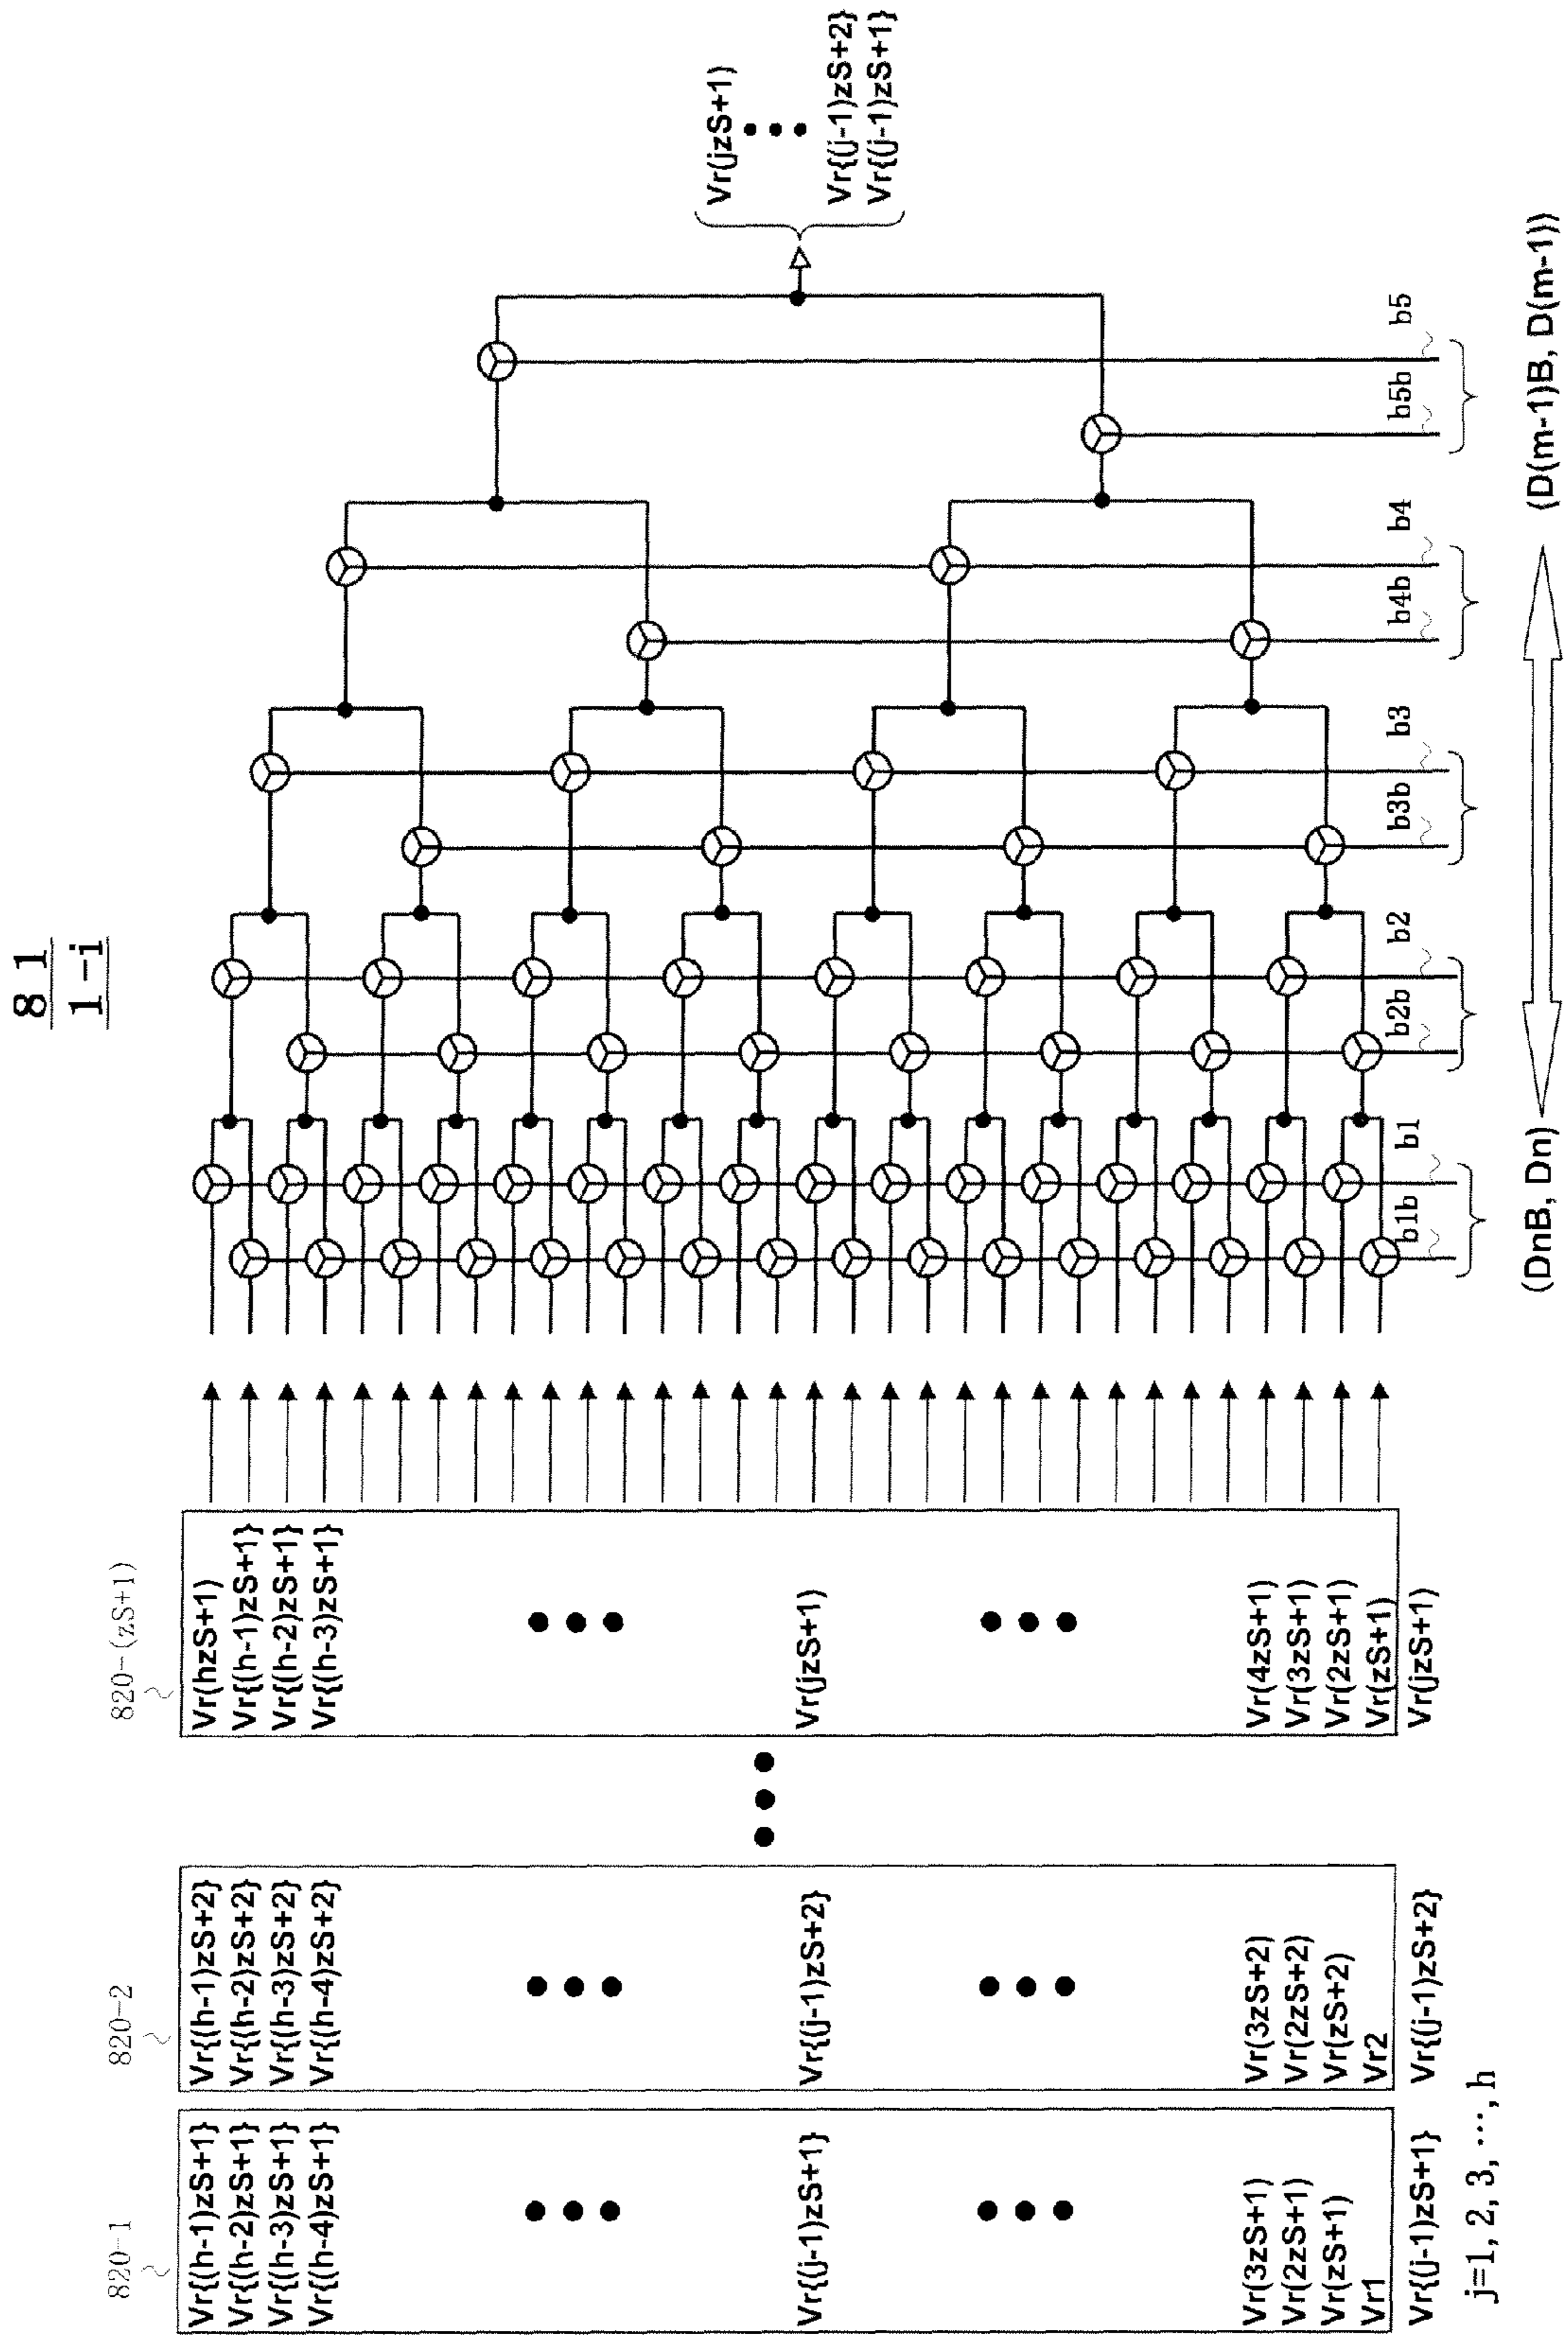 8 1
1-i
820-1
Vr{(h-1)zS+1}
Vr{(h-2)zS+1}
Vr{(h-3)zS+1}
Vr{(h-4)zS+1}
Vr{(j-1)zS+1}
Vr(3zS+1)
Vr(2zS+1)
Vr(zS+1)
Vr1
Vr{(j-1)zS+1}
j=1, 2, 3, ···, h
820-2
Vr{(h-1)zS+2}
Vr{(h-2)zS+2}
Vr{(h-3)zS+2}
Vr{(h-4)zS+2}
Vr{(j-1)zS+2}
Vr(3zS+2)
Vr(2zS+2)
Vr(zS+2)
Vr2
Vr{(j-1)zS+2}
820-(zS+1)
Vr(hzS+1)
Vr{(h-1)zS+1}
Vr{(h-2)zS+1}
Vr{(h-3)zS+1}
Vr(jzS+1)
Vr(4zS+1)
Vr(3zS+1)
Vr(2zS+1)
Vr(zS+1)
Vr(jzS+1)
b1b b1 b2b b2 b3b b3 b4b b4 b5b b5
(DnB, Dn) (D(m-1)B, D(m-1))
Vr(jzS+1)
Vr{(j-1)zS+2}
Vr{(j-1)zS+1}